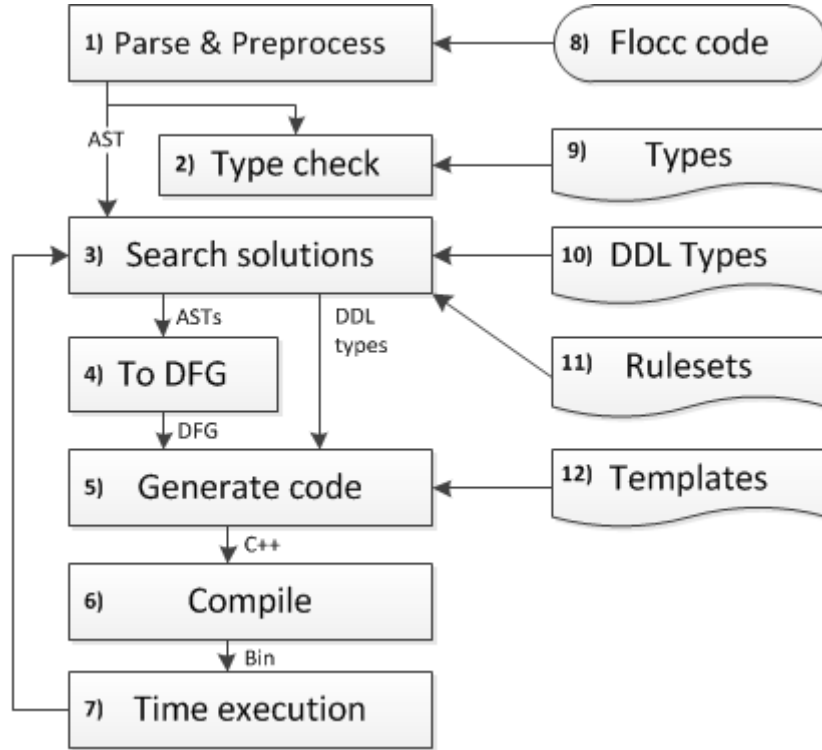 1) Parse & Preprocess
8) Flocc code
AST
2) Type check
9) Types
3) Search solutions
10) DDL Types
ASTs
DDL
types
4) To DFG
11) Rulesets
DFG
5) Generate code
12) Templates
C++
6) Compile
Bin
7) Time execution